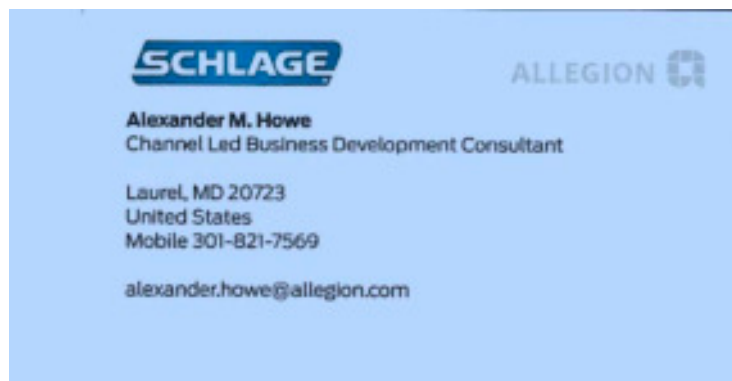 SCHLAGE
ALLEGION
Alexander M. Howe
Channel Led Business Development Consultant
Laurel, MD 20723
United States
Mobile 301-821-7569
alexander.howe@allegion.com